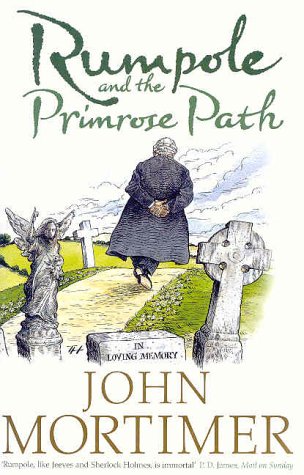 Rumpole
and the
Primrose Path
IN
LOVING MEMORY
JOHN
MORTIMER
'Rumpole, like Jeeves and Sherlock Holmes, is immortal' P. D. James, Mail on Sunday